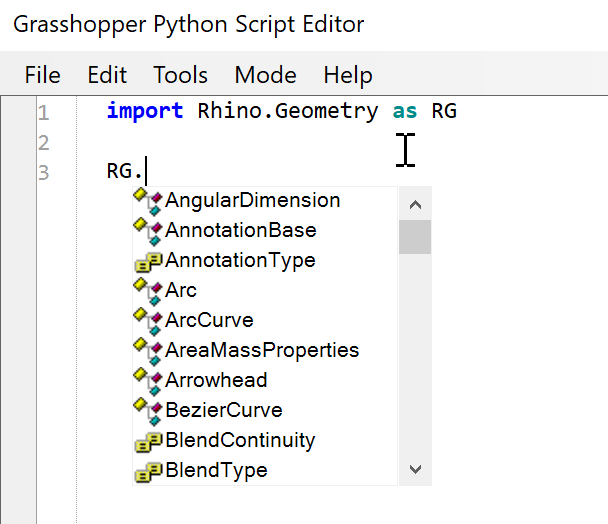 Grasshopper Python Script Editor
File Edit Tools Mode Help
1 import Rhino.Geometry as RG
2
3 RG.
AngularDimension
AnnotationBase
AnnotationType
Arc
ArcCurve
AreaMassProperties
Arrowhead
BezierCurve
BlendContinuity
BlendType